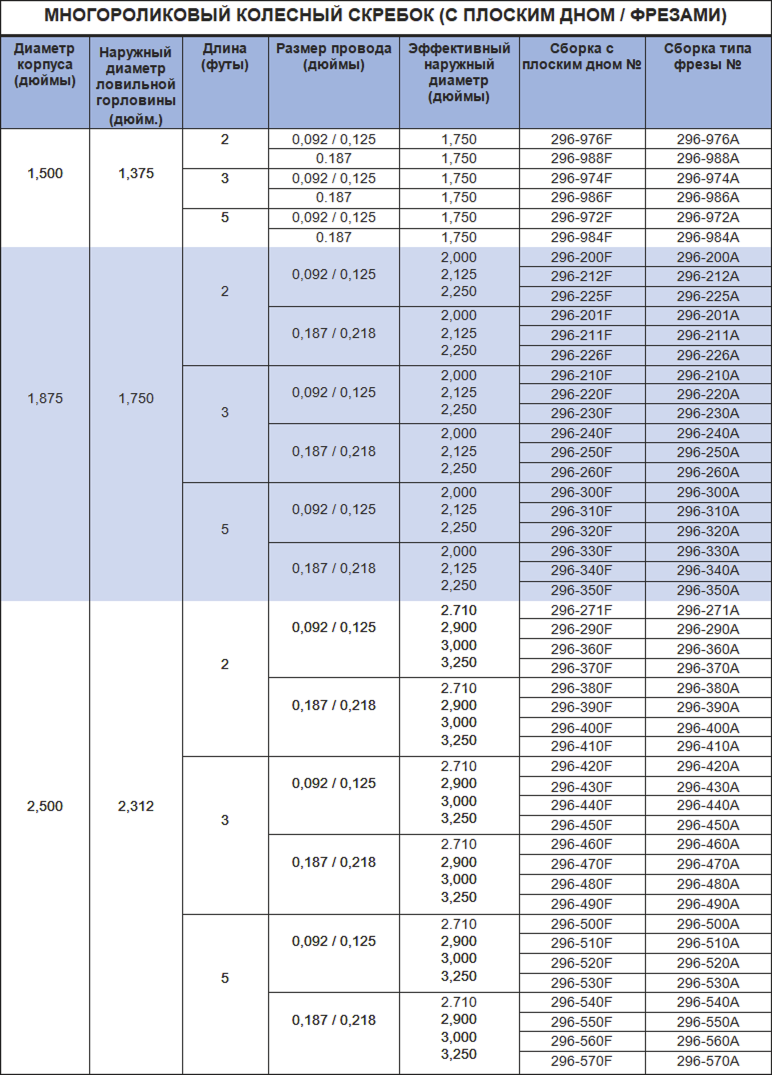 МНОГОРОЛИКОВЫЙ КОЛЕСНЫЙ СКРЕБОК (С ПЛОСКИМ ДНОМ / ФРЕЗАМИ)
Диаметр корпуса (дюймы) Наружный диаметр ловильной горловины (дюйм.) Длина (футы) Размер провода (дюймы) Эффективный наружный диаметр (дюймы) Сборка с плоским дном № Сборка типа фрезы №
1,500 1,375 2 0,092 / 0,125 1,750 296-976F 296-976A
0.187 1,750 296-988F 296-988A
3 0,092 / 0,125 1,750 296-974F 296-974A
0.187 1,750 296-986F 296-986A
5 0,092 / 0,125 1,750 296-972F 296-972A
0.187 1,750 296-984F 296-984A
1,875 1,750 2 0,092 / 0,125 2,000 296-200F 296-200A
2,125 296-212F 296-212A
2,250 296-225F 296-225A
0,187 / 0,218 2,000 296-201F 296-201A
2,125 296-211F 296-211A
2,250 296-226F 296-226A
3 0,092 / 0,125 2,000 296-210F 296-210A
2,125 296-220F 296-220A
2,250 296-230F 296-230A
0,187 / 0,218 2,000 296-240F 296-240A
2,125 296-250F 296-250A
2,250 296-260F 296-260A
5 0,092 / 0,125 2,000 296-300F 296-300A
2,125 296-310F 296-310A
2,250 296-320F 296-320A
0,187 / 0,218 2,000 296-330F 296-330A
2,125 296-340F 296-340A
2,250 296-350F 296-350A
2,500 2,312 2 0,092 / 0,125 2.710 296-271F 296-271A
2,900 296-290F 296-290A
3,000 296-360F 296-360A
3,250 296-370F 296-370A
0,187 / 0,218 2.710 296-380F 296-380A
2,900 296-390F 296-390A
3,000 296-400F 296-400A
3,250 296-410F 296-410A
3 0,092 / 0,125 2.710 296-420F 296-420A
2,900 296-430F 296-430A
3,000 296-440F 296-440A
3,250 296-450F 296-450A
0,187 / 0,218 2.710 296-460F 296-460A
2,900 296-470F 296-470A
3,000 296-480F 296-480A
3,250 296-490F 296-490A
5 0,092 / 0,125 2.710 296-500F 296-500A
2,900 296-510F 296-510A
3,000 296-520F 296-520A
3,250 296-530F 296-530A
0,187 / 0,218 2.710 296-540F 296-540A
2,900 296-550F 296-550A
3,000 296-560F 296-560A
3,250 296-570F 296-570A